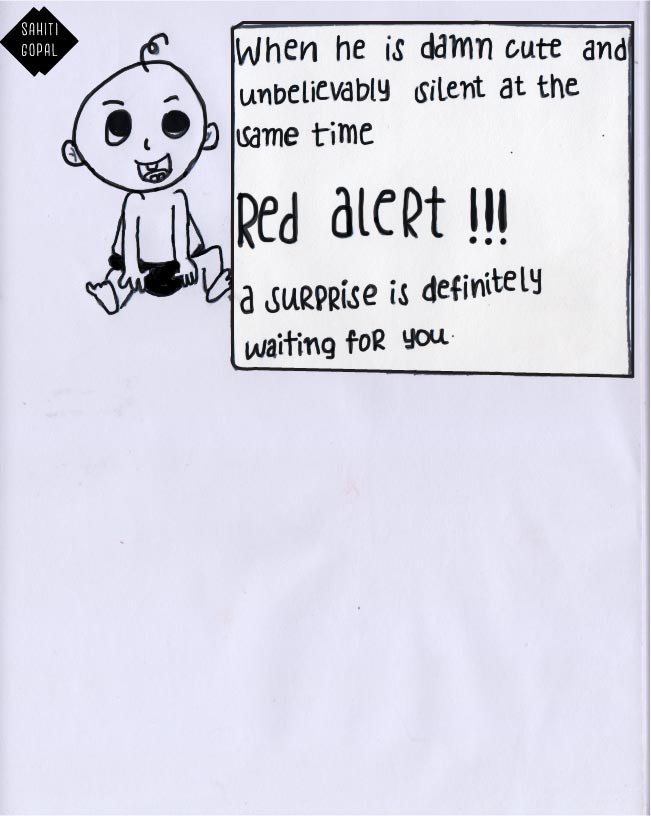 SAHITI
GOPAL
When he is damn cute and
unbelievably silent at the
same time
Red alert !!!
a surprise is definitely
waiting for you.